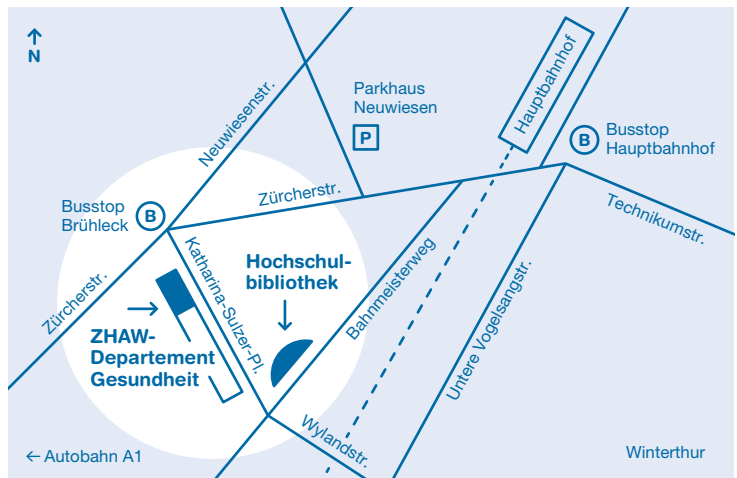 N
Neuwiesenstr.
Parkhaus
Neuwiesen
P
Hauptbahnhof
B
Busstop
Hauptbahnhof
Busstop
Brühleck
B
Zürcherstr.
Technikumstr.
Zürcherstr.
Katharina-Sulzer-Pl.
Hochschul-
bibliothek
Bahnmeisterweg
Untere Vogelsangstr.
ZHAW-
Departement
Gesundheit
Wylandstr.
← Autobahn A1
Winterthur